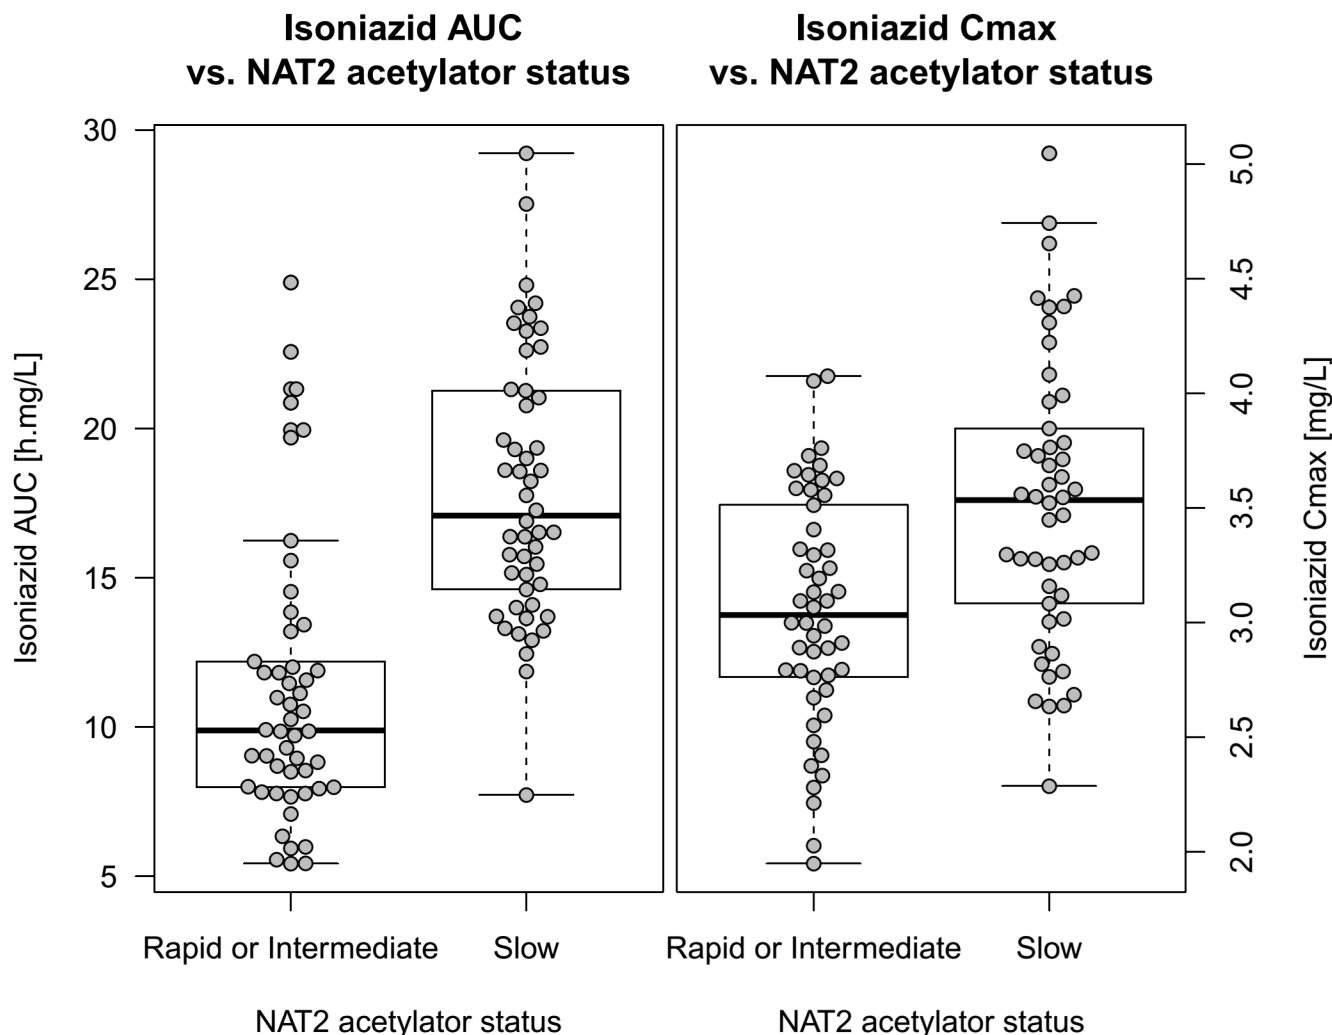 Isoniazid AUC
vs. NAT2 acetylator status
Isoniazid Cmax
vs. NAT2 acetylator status
Isoniazid AUC [h.mg/L]
30
25
20
15
10
5
5.0
4.5
4.0
3.5
3.0
2.5
2.0
Isoniazid Cmax [mg/L]
Rapid or Intermediate
Slow
Rapid or Intermediate
Slow
NAT2 acetylator status
NAT2 acetylator status